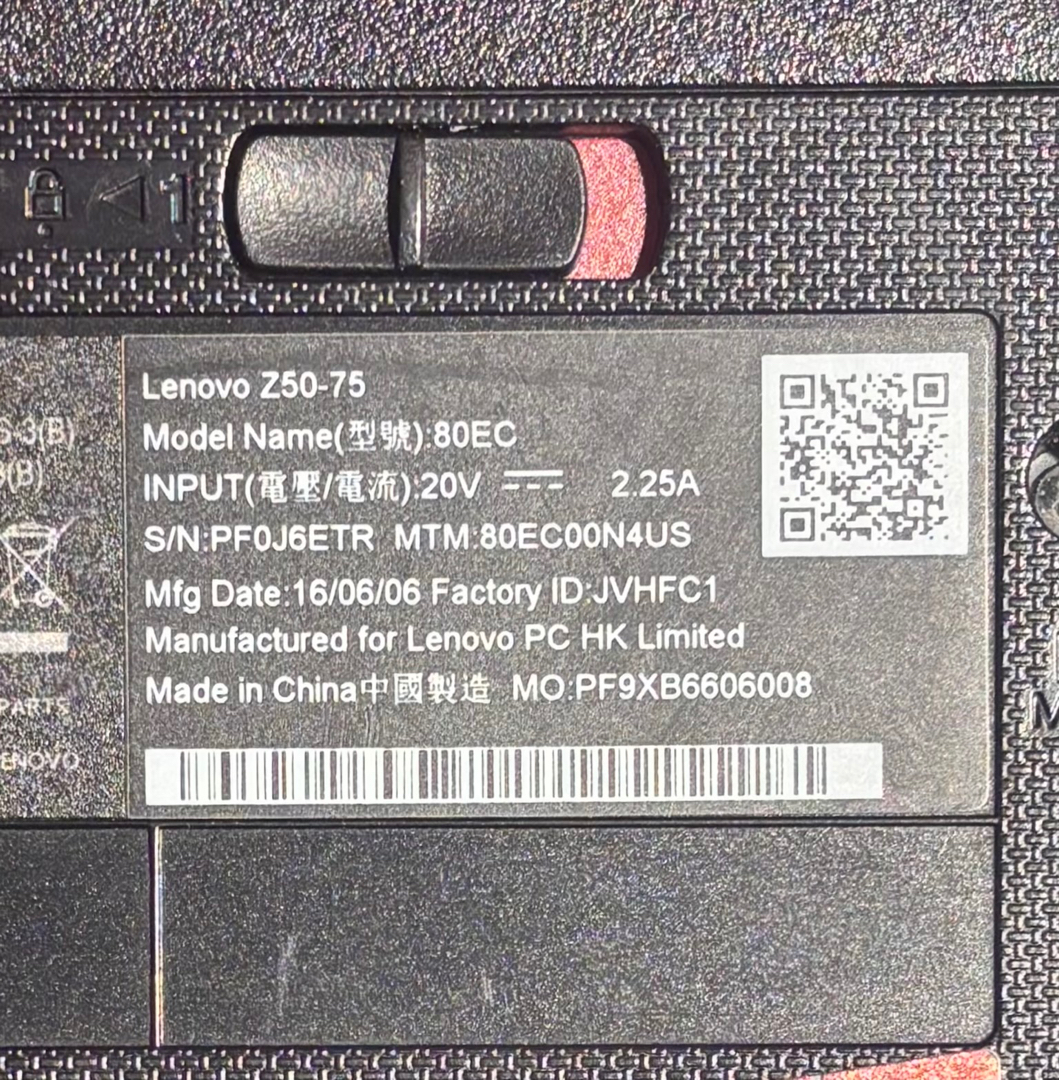 1
Lenovo Z50-75
Model Name(型號):80EC
INPUT(電壓/電流):20V ⎓ 2.25A
S/N:PF0J6ETR MTM:80EC00N4US
Mfg Date:16/06/06 Factory ID:JVHFC1
Manufactured for Lenovo PC HK Limited
Made in China中國製造 MO:PF9XB6606008
PARTS